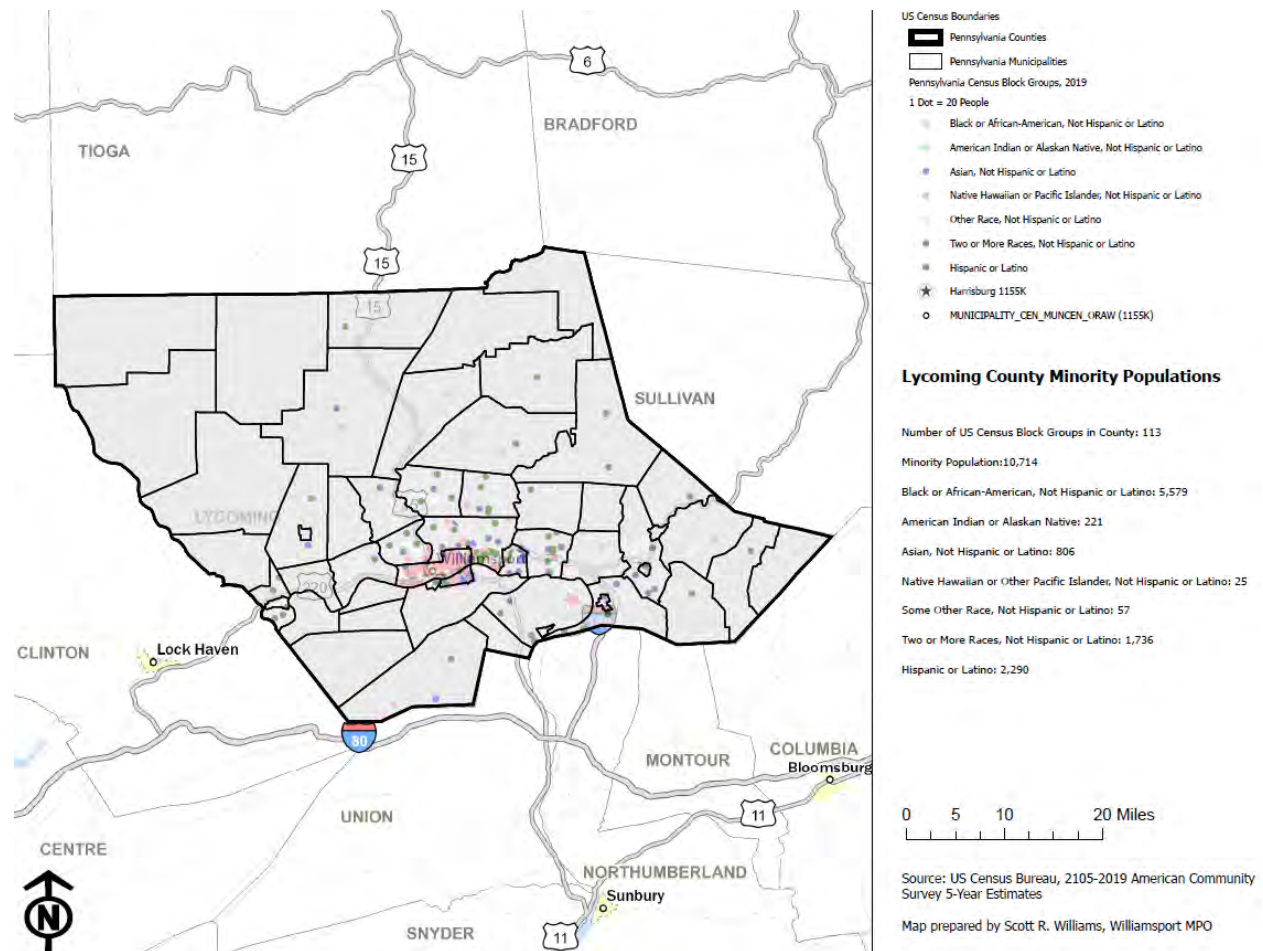 6
BRADFORD
TIOGA
15
15
15
SULLIVAN
LYCOMING
Williamsport
220
CLINTON
Lock Haven
80
MONTOUR
COLUMBIA
Bloomsburg
UNION
11
CENTRE
NORTHUMBERLAND
Sunbury
N
SNYDER
11
US Census Boundaries
Pennsylvania Counties
Pennsylvania Municipalities
Pennsylvania Census Block Groups, 2019
1 Dot = 20 People
Black or African-American, Not Hispanic or Latino
American Indian or Alaskan Native, Not Hispanic or Latino
Asian, Not Hispanic or Latino
Native Hawaiian or Pacific Islander, Not Hispanic or Latino
Other Race, Not Hispanic or Latino
Two or More Races, Not Hispanic or Latino
Hispanic or Latino
Harrisburg 1155K
MUNICIPALITY_CEN_MUNCEN_ORAW (1155K)
Lycoming County Minority Populations
Number of US Census Block Groups in County: 113
Minority Population:10,714
Black or African-American, Not Hispanic or Latino: 5,579
American Indian or Alaskan Native: 221
Asian, Not Hispanic or Latino: 806
Native Hawaiian or Other Pacific Islander, Not Hispanic or Latino: 25
Some Other Race, Not Hispanic or Latino: 57
Two or More Races, Not Hispanic or Latino: 1,736
Hispanic or Latino: 2,290
0 5 10 20 Miles
Source: US Census Bureau, 2105-2019 American Community
Survey 5-Year Estimates
Map prepared by Scott R. Williams, Williamsport MPO